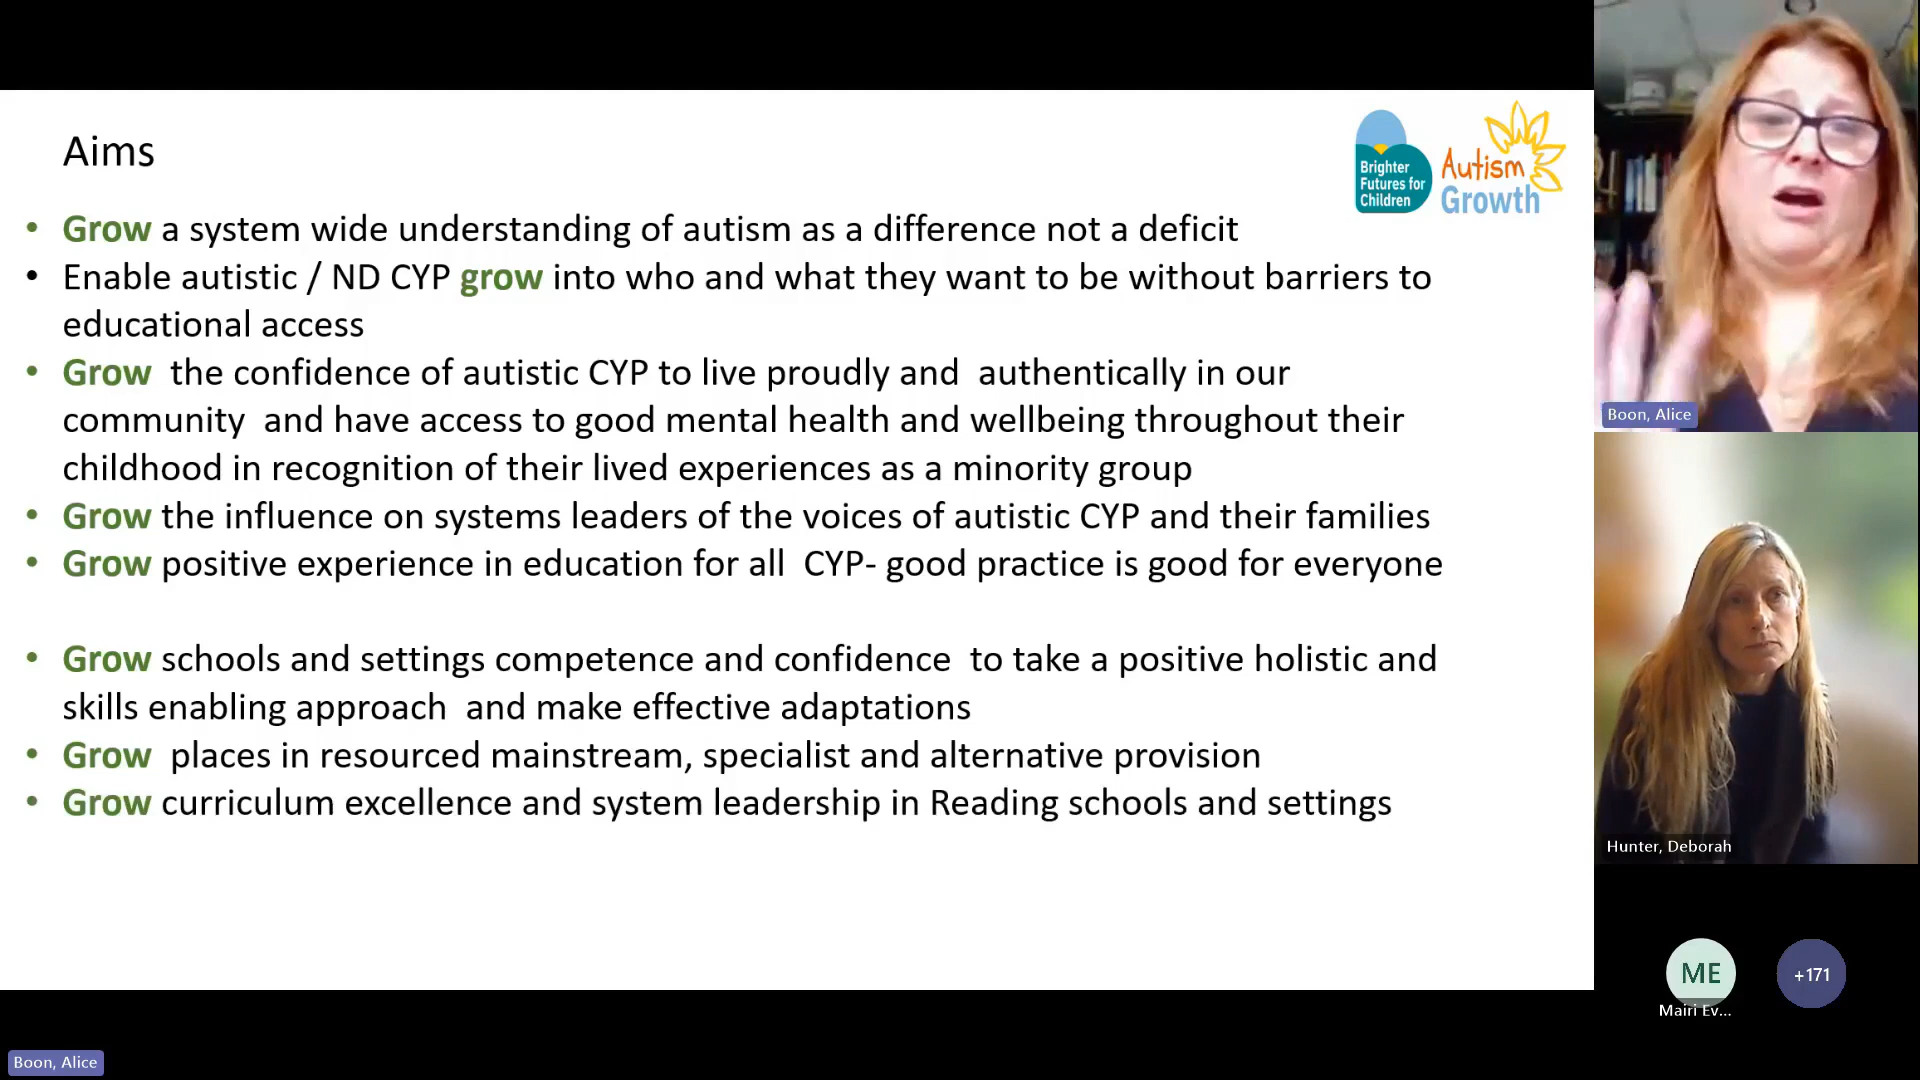 Aims
Brighter
Futures for
Children
Autism
Growth
• Grow a system wide understanding of autism as a difference not a deficit
• Enable autistic / ND CYP grow into who and what they want to be without barriers to
educational access
• Grow  the confidence of autistic CYP to live proudly and  authentically in our
community  and have access to good mental health and wellbeing throughout their
childhood in recognition of their lived experiences as a minority group
• Grow the influence on systems leaders of the voices of autistic CYP and their families
• Grow positive experience in education for all  CYP- good practice is good for everyone
• Grow schools and settings competence and confidence  to take a positive holistic and
skills enabling approach  and make effective adaptations
• Grow  places in resourced mainstream, specialist and alternative provision
• Grow curriculum excellence and system leadership in Reading schools and settings
Boon, Alice
Hunter, Deborah
ME
+171
Mairi Ev...
Boon, Alice